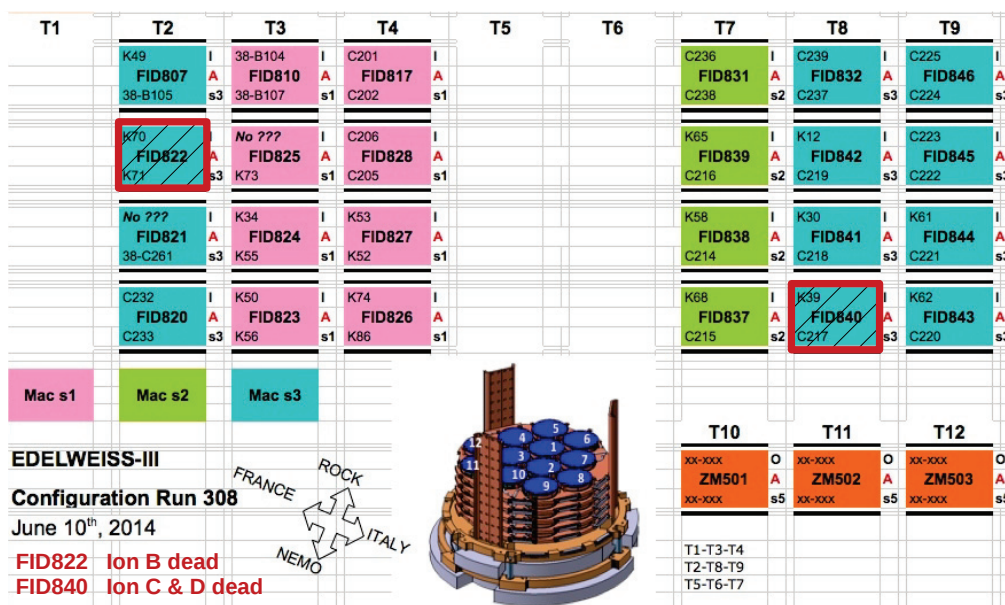 T1 T2 T3 T4 T5 T6 T7 T8 T9
K49 I 38-B104 I C201 I C236 I C239 I C225 I
FID807 A FID810 A FID817 A FID831 A FID832 A FID846 A
38-B105 s3 38-B107 s1 C202 s1 C238 s2 C237 s3 C224 s3
K70 I No ??? I C206 I K65 I K12 I C223 I
FID822 A FID825 A FID828 A FID839 A FID842 A FID845 A
K71 s3 K73 s1 C205 s1 C216 s2 C219 s3 C222 s3
No ??? I K34 I K53 I K58 I K30 I K61 I
FID821 A FID824 A FID827 A FID838 A FID841 A FID844 A
38-C261 s3 K55 s1 K52 s1 C214 s2 C218 s3 C221 s3
C232 I K50 I K74 I K68 I K39 I K62 I
FID820 A FID823 A FID826 A FID837 A FID840 A FID843 A
C233 s3 K56 s1 K86 s1 C215 s2 C217 s3 C220 s3
Mac s1 Mac s2 Mac s3
T10 T11 T12
xx-xxx O xx-xxx O xx-xxx O
ZM501 A ZM502 A ZM503 A
xx-xxx s5 xx-xxx s5 xx-xxx s5
5
12 4 6
1
11 3 7
2
10 8
9
EDELWEISS-III
Configuration Run 308
June 10th, 2014
FRANCE
ROCK
ITALY
NEMO
FID822 Ion B dead
FID840 Ion C & D dead
T1-T3-T4
T2-T8-T9
T5-T6-T7